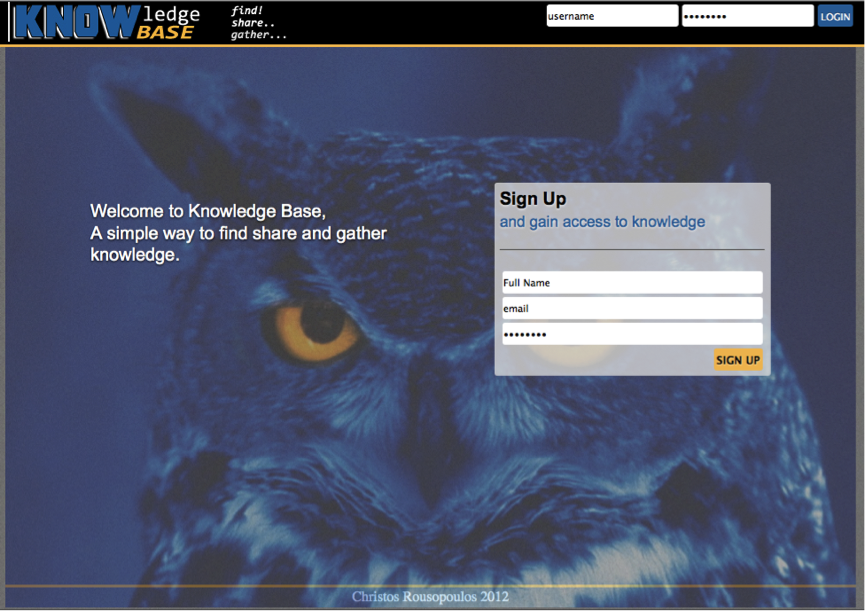 KNOWledge
BASE
find!
share..
gather...
username
••••••••
LOGIN
Welcome to Knowledge Base,
A simple way to find share and gather
knowledge.
Sign Up
and gain access to knowledge
Full Name
email
••••••••
SIGN UP
Christos Rousopoulos 2012